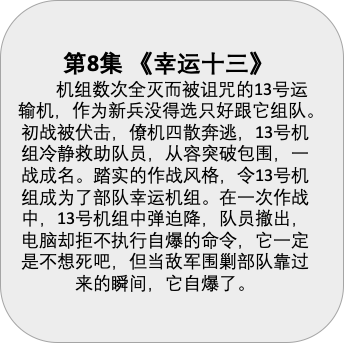 第8集 《幸运十三》
机组数次全灭而被诅咒的13号运
输机，作为新兵没得选只好跟它组队。
初战被伏击，僚机四散奔逃，13号机
组冷静救助队员，从容突破包围，一
战成名。踏实的作战风格，令13号机
组成为了部队幸运机组。在一次作战
中，13号机组中弹迫降，队员撤出，
电脑却拒不执行自爆的命令，它一定
是不想死吧，但当敌军围剿部队靠过
来的瞬间，它自爆了。